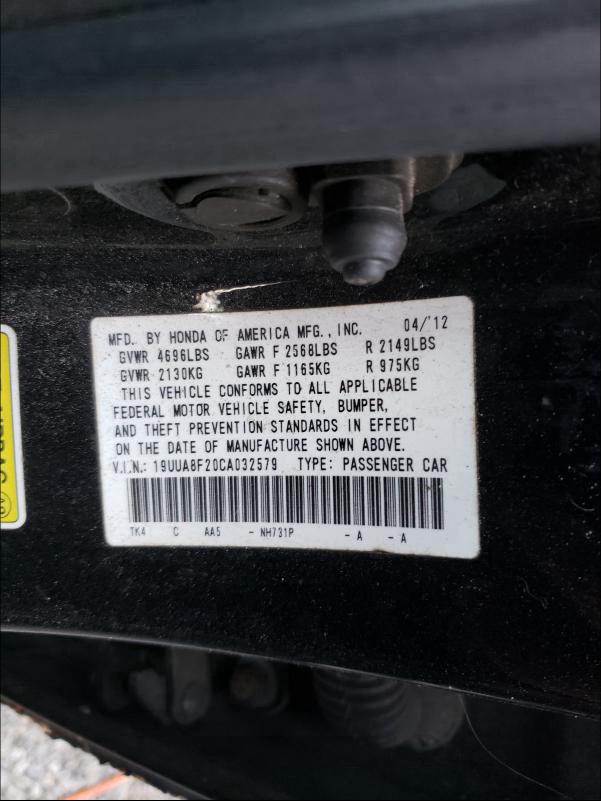 MFD. BY HONDA OF AMERICA MFG., INC. 04/'12
GVWR 4696LBS GAWR F 2568LBS R 2149LBS
GVWR 2130KG GAWR F 1165KG R 975KG
THIS VEHICLE CONFORMS TO ALL APPLICABLE
FEDERAL MOTOR VEHICLE SAFETY, BUMPER,
AND THEFT PREVENTION STANDARDS IN EFFECT
ON THE DATE OF MANUFACTURE SHOWN ABOVE.
V.I.N.: 19UUA8F20CA032579 TYPE: PASSENGER CAR
TK4 C AA5 - NH731P - A - A